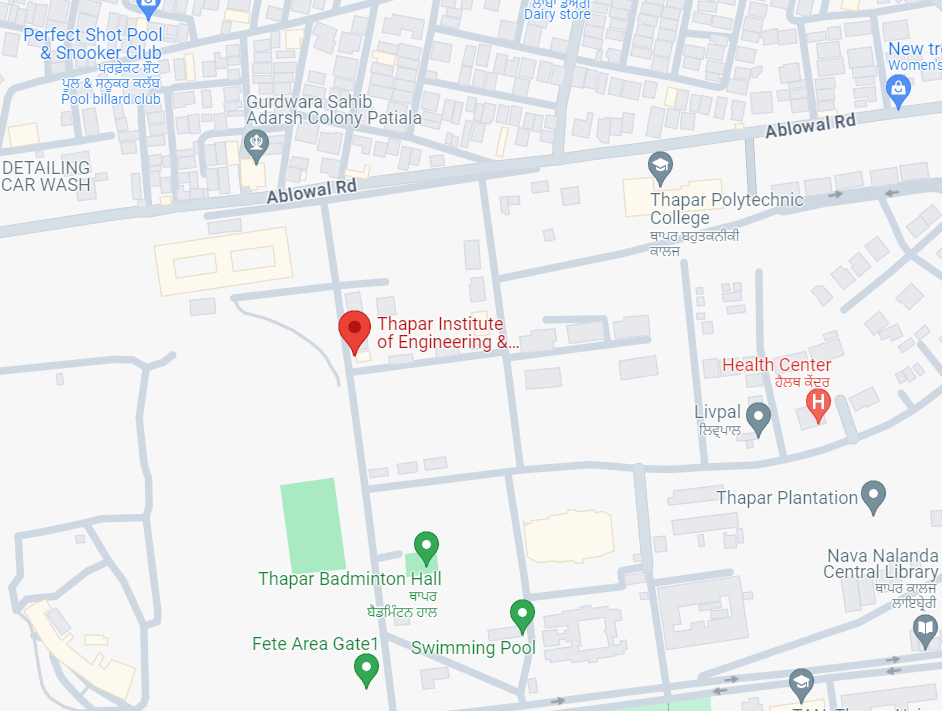 ਲਾਬਾ ਡੇਅਰੀ
Dairy store
Perfect Shot Pool
& Snooker Club
ਪਰਫੈਕਟ ਸ਼ੌਟ
ਪੂਲ & ਸਨੂਕਰ ਕਲੱਬ
Pool billard club
New tr
Women's
Gurdwara Sahib
Adarsh Colony Patiala
Ablowal Rd
DETAILING
CAR WASH
Ablowal Rd
Thapar Polytechnic
College
ਥਾਪਰ ਬਹੁਤਕਨੀਕੀ
ਕਾਲਜ
Thapar Institute
of Engineering &...
Health Center
ਹੈਲਥ ਕੇਂਦਰ
H
Livpal
ਲਿਵ੍ਪਾਲ
Thapar Plantation
Nava Nalanda
Central Library
ਥਾਪਰ ਕਾਲਜ
ਲਾਇਬ੍ਰੇਰੀ
Thapar Badminton Hall
ਥਾਪਰ
ਬੈਡਮਿੰਟਨ ਹਾਲ
Fete Area Gate1
Swimming Pool